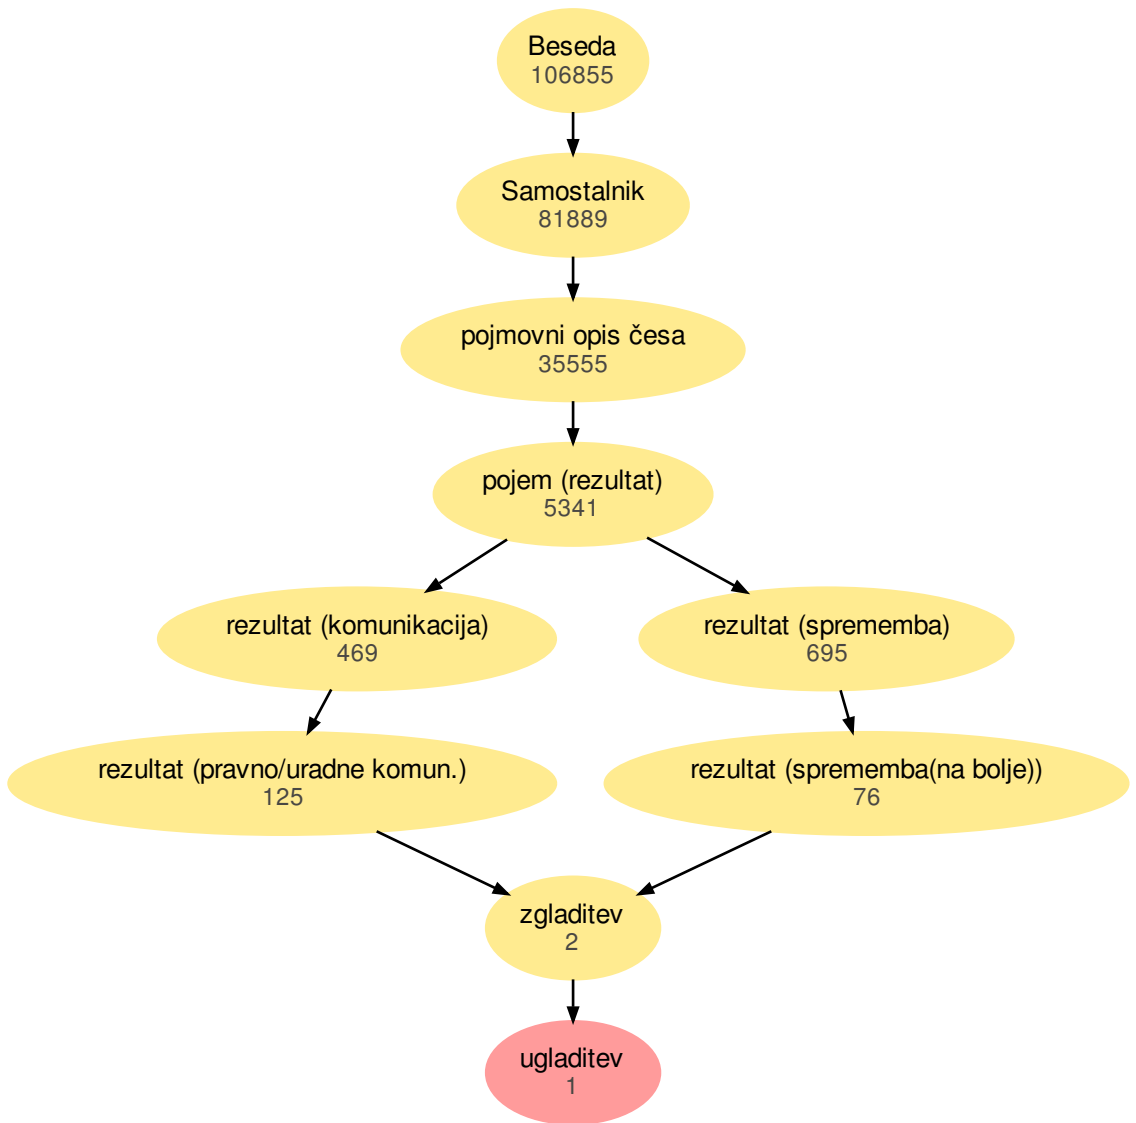 Beseda
106855
Samostalnik
81889
pojmovni opis česa
35555
pojem (rezultat)
5341
rezultat (komunikacija)
469
rezultat (sprememba)
695
rezultat (pravno/uradne komun.)
125
rezultat (sprememba(na bolje))
76
zgladitev
2
ugladitev
1